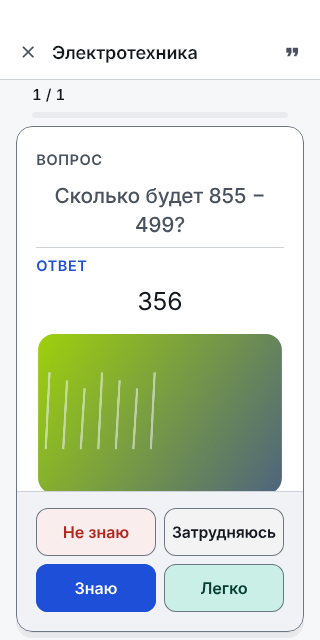 Электротехника
1 / 1
ВОПРОС
Сколько будет 855 −
499?
ОТВЕТ
356
Не знаю
Затрудняюсь
Знаю
Легко